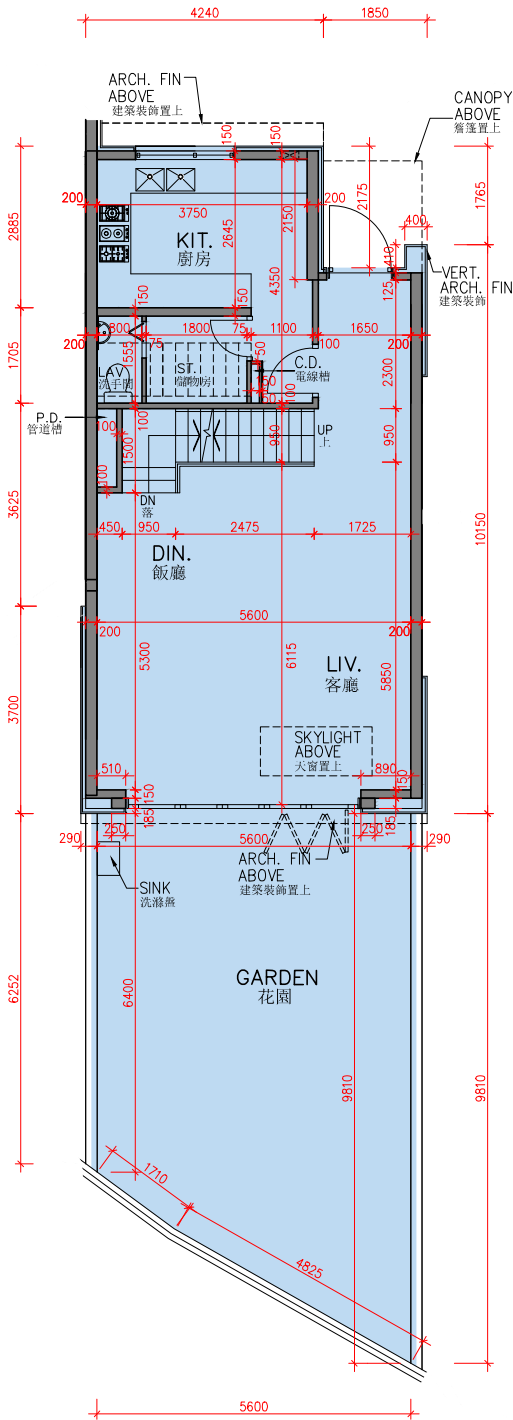 4240
1850
ARCH. FIN
ABOVE
建築裝飾置上
CANOPY
ABOVE
簷篷置上
150
150
200
3750
200
2175
1765
400
2885
KIT.
廚房
2645
2150
4350
410
VERT.
ARCH. FIN
建築裝飾
125
150
150
800
1800
75
1100
1650
200
75
100
200
1705
1550
LAV.
洗手間
ST.
儲物房
50
C.D.
電線槽
150
50
100
2300
P.D.
管道槽
100
100
1500
950
UP
上
950
100
DN
落
450
950
2475
1725
3625
10150
DIN.
飯廳
5600
200
200
5300
6115
5850
LIV.
客廳
3700
SKYLIGHT
ABOVE
天窗置上
510
890
150
150
185
185
250
250
290
5600
290
ARCH. FIN
ABOVE
建築裝飾置上
SINK
洗滌盤
6252
6400
GARDEN
花園
9810
9810
1710
4825
5600